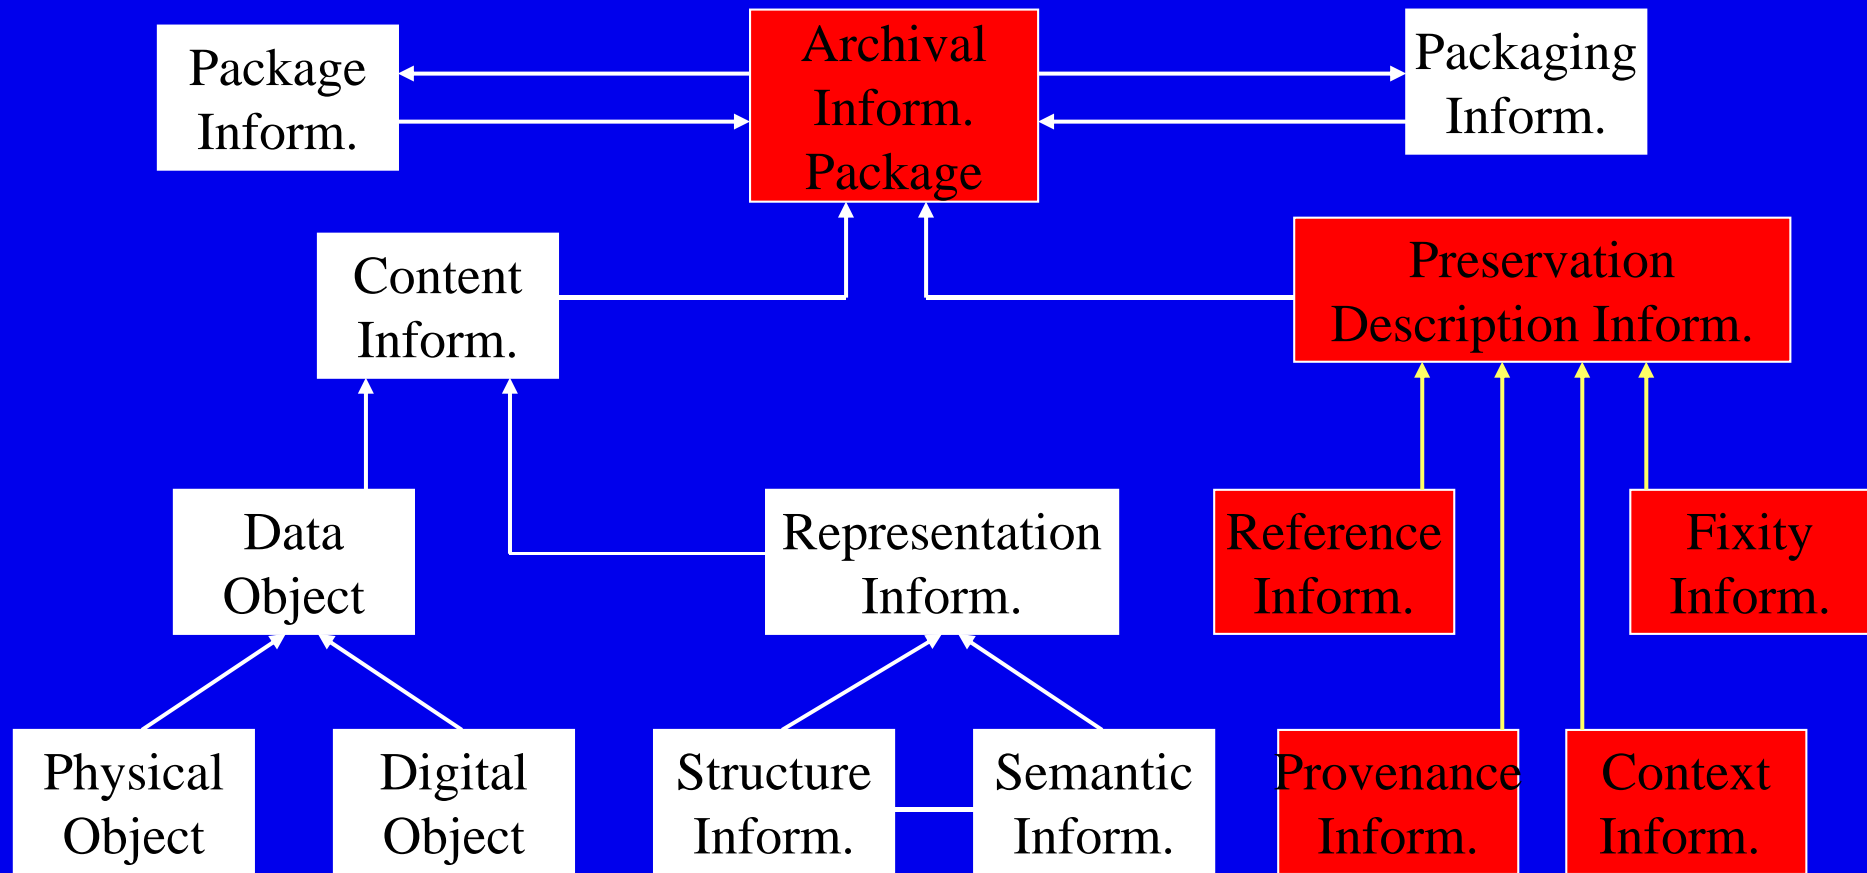 Package
Inform.
Archival
Inform.
Package
Packaging
Inform.
Content
Inform.
Preservation
Description Inform.
Data
Object
Representation
Inform.
Reference
Inform.
Fixity
Inform.
Physical
Object
Digital
Object
Structure
Inform.
Semantic
Inform.
Provenance
Inform.
Context
Inform.